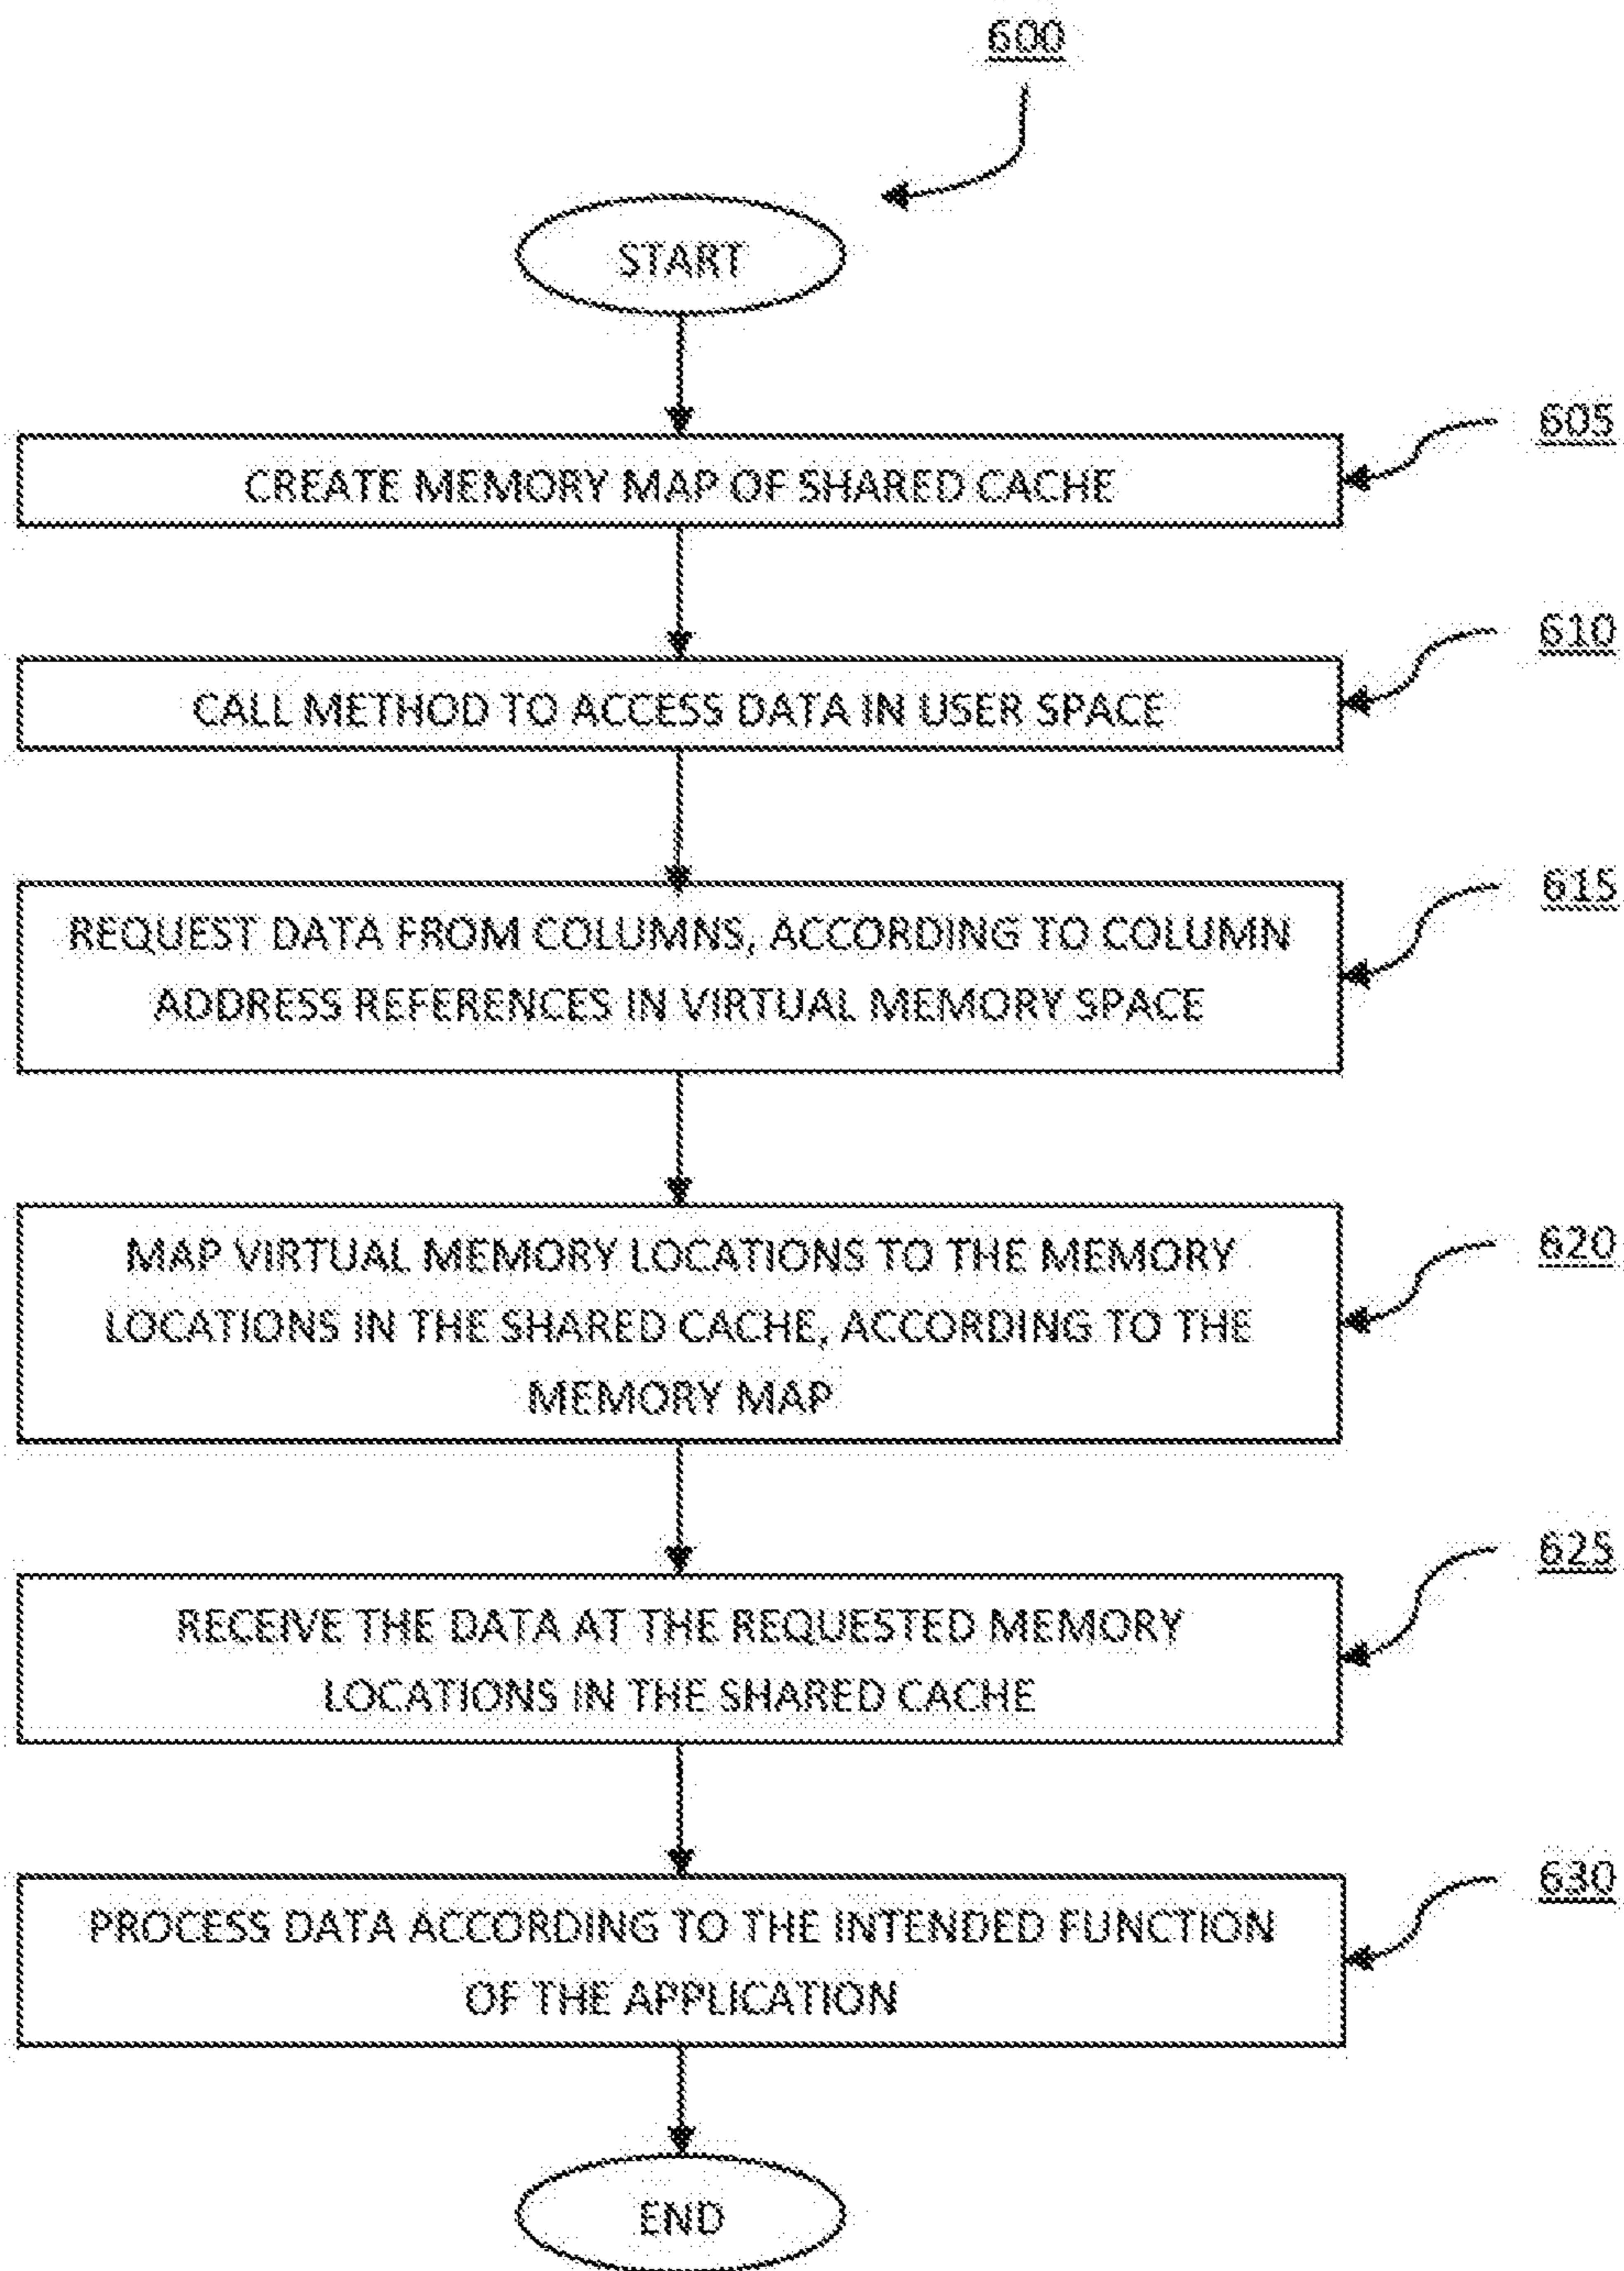 600
START
605
CREATE MEMORY MAP OF SHARED CACHE
610
CALL METHOD TO ACCESS DATA IN USER SPACE
615
REQUEST DATA FROM COLUMNS, ACCORDING TO COLUMN
ADDRESS REFERENCES IN VIRTUAL MEMORY SPACE
620
MAP VIRTUAL MEMORY LOCATIONS TO THE MEMORY
LOCATIONS IN THE SHARED CACHE, ACCORDING TO THE
MEMORY MAP
625
RECEIVE THE DATA AT THE REQUESTED MEMORY
LOCATIONS IN THE SHARED CACHE
630
PROCESS DATA ACCORDING TO THE INTENDED FUNCTION
OF THE APPLICATION
END